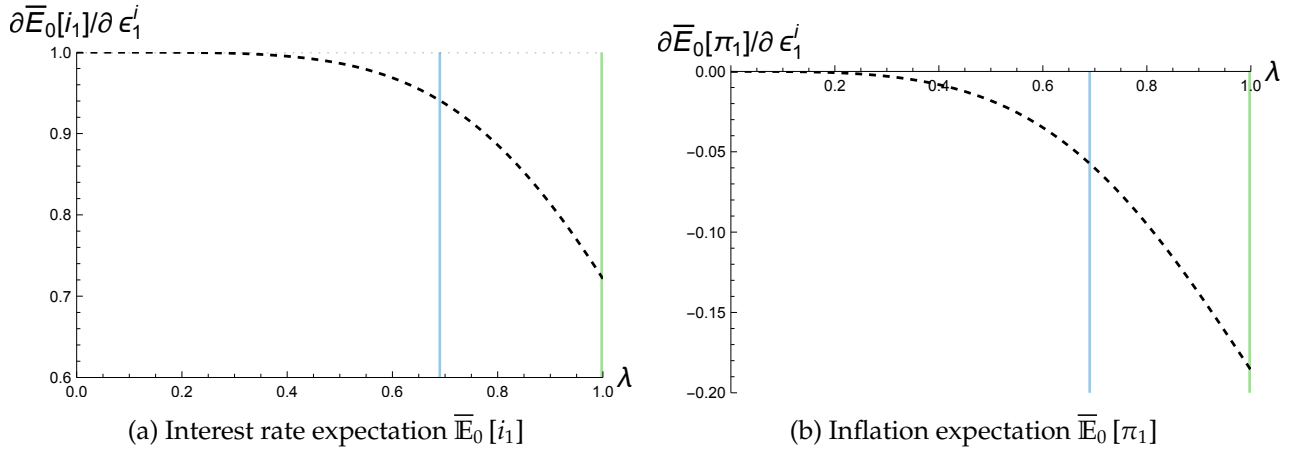 ∂Ē₀[i₁]/∂ ϵ₁ⁱ
1.0
0.9
0.8
0.7
0.6
0.0 0.2 0.4 0.6 0.8 1.0 λ
(a) Interest rate expectation 𝔼̅₀ [i₁]
∂Ē₀[π₁]/∂ ϵ₁ⁱ
0.00
0.2 0.4 0.6 0.8 1.0 λ
−0.05
−0.10
−0.15
−0.20
(b) Inflation expectation 𝔼̅₀ [π₁]